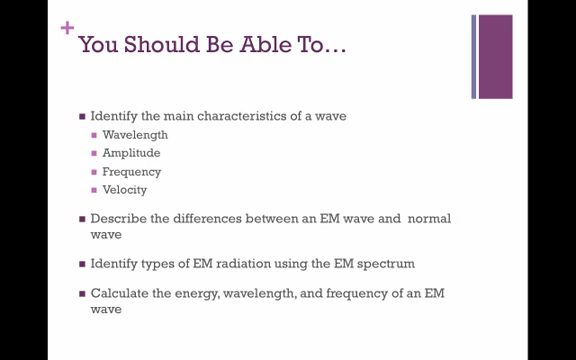 You Should Be Able To…
Identify the main characteristics of a wave
Wavelength
Amplitude
Frequency
Velocity
Describe the differences between an EM wave and normal
wave
Identify types of EM radiation using the EM spectrum
Calculate the energy, wavelength, and frequency of an EM
wave